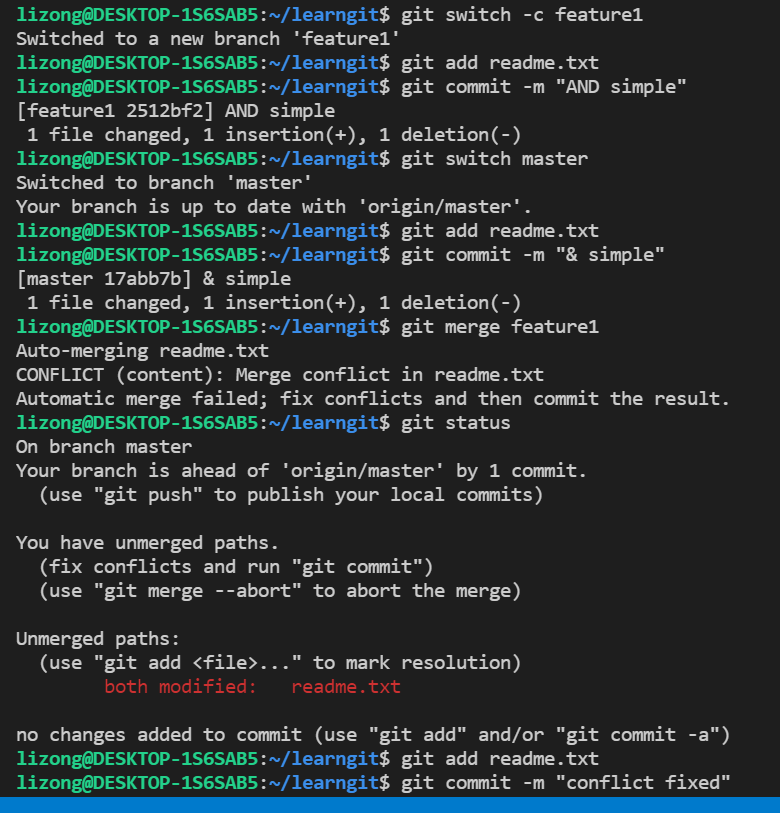 lizong@DESKTOP-1S6SAB5:~/learngit$ git switch -c feature1
Switched to a new branch 'feature1'
lizong@DESKTOP-1S6SAB5:~/learngit$ git add readme.txt
lizong@DESKTOP-1S6SAB5:~/learngit$ git commit -m "AND simple"
[feature1 2512bf2] AND simple
 1 file changed, 1 insertion(+), 1 deletion(-)
lizong@DESKTOP-1S6SAB5:~/learngit$ git switch master
Switched to branch 'master'
Your branch is up to date with 'origin/master'.
lizong@DESKTOP-1S6SAB5:~/learngit$ git add readme.txt
lizong@DESKTOP-1S6SAB5:~/learngit$ git commit -m "& simple"
[master 17abb7b] & simple
 1 file changed, 1 insertion(+), 1 deletion(-)
lizong@DESKTOP-1S6SAB5:~/learngit$ git merge feature1
Auto-merging readme.txt
CONFLICT (content): Merge conflict in readme.txt
Automatic merge failed; fix conflicts and then commit the result.
lizong@DESKTOP-1S6SAB5:~/learngit$ git status
On branch master
Your branch is ahead of 'origin/master' by 1 commit.
  (use "git push" to publish your local commits)

You have unmerged paths.
  (fix conflicts and run "git commit")
  (use "git merge --abort" to abort the merge)

Unmerged paths:
  (use "git add <file>..." to mark resolution)
        both modified:   readme.txt

no changes added to commit (use "git add" and/or "git commit -a")
lizong@DESKTOP-1S6SAB5:~/learngit$ git add readme.txt
lizong@DESKTOP-1S6SAB5:~/learngit$ git commit -m "conflict fixed"